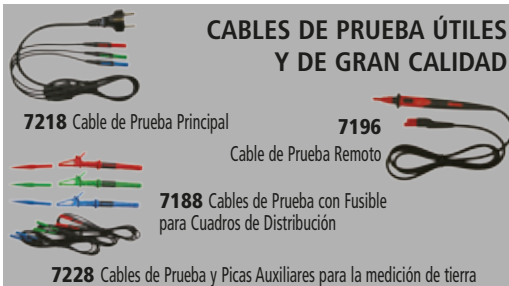 CABLES DE PRUEBA ÚTILES
Y DE GRAN CALIDAD
7218 Cable de Prueba Principal
7196
Cable de Prueba Remoto
7188 Cables de Prueba con Fusible
para Cuadros de Distribución
7228 Cables de Prueba y Picas Auxiliares para la medición de tierra